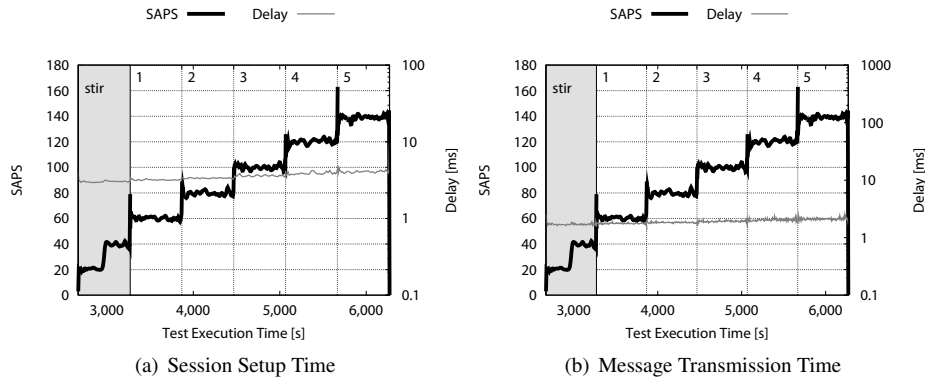 SAPS Delay
SAPS Delay
180
160
140
120
100
80
60
40
20
0
SAPS
stir
1 2 3 4 5
100
10
1
0.1
Delay [ms]
3,000 4,000 5,000 6,000
Test Execution Time [s]
(a) Session Setup Time
180
160
140
120
100
80
60
40
20
0
SAPS
stir
1 2 3 4 5
1000
100
10
1
0.1
Delay [ms]
3,000 4,000 5,000 6,000
Test Execution Time [s]
(b) Message Transmission Time